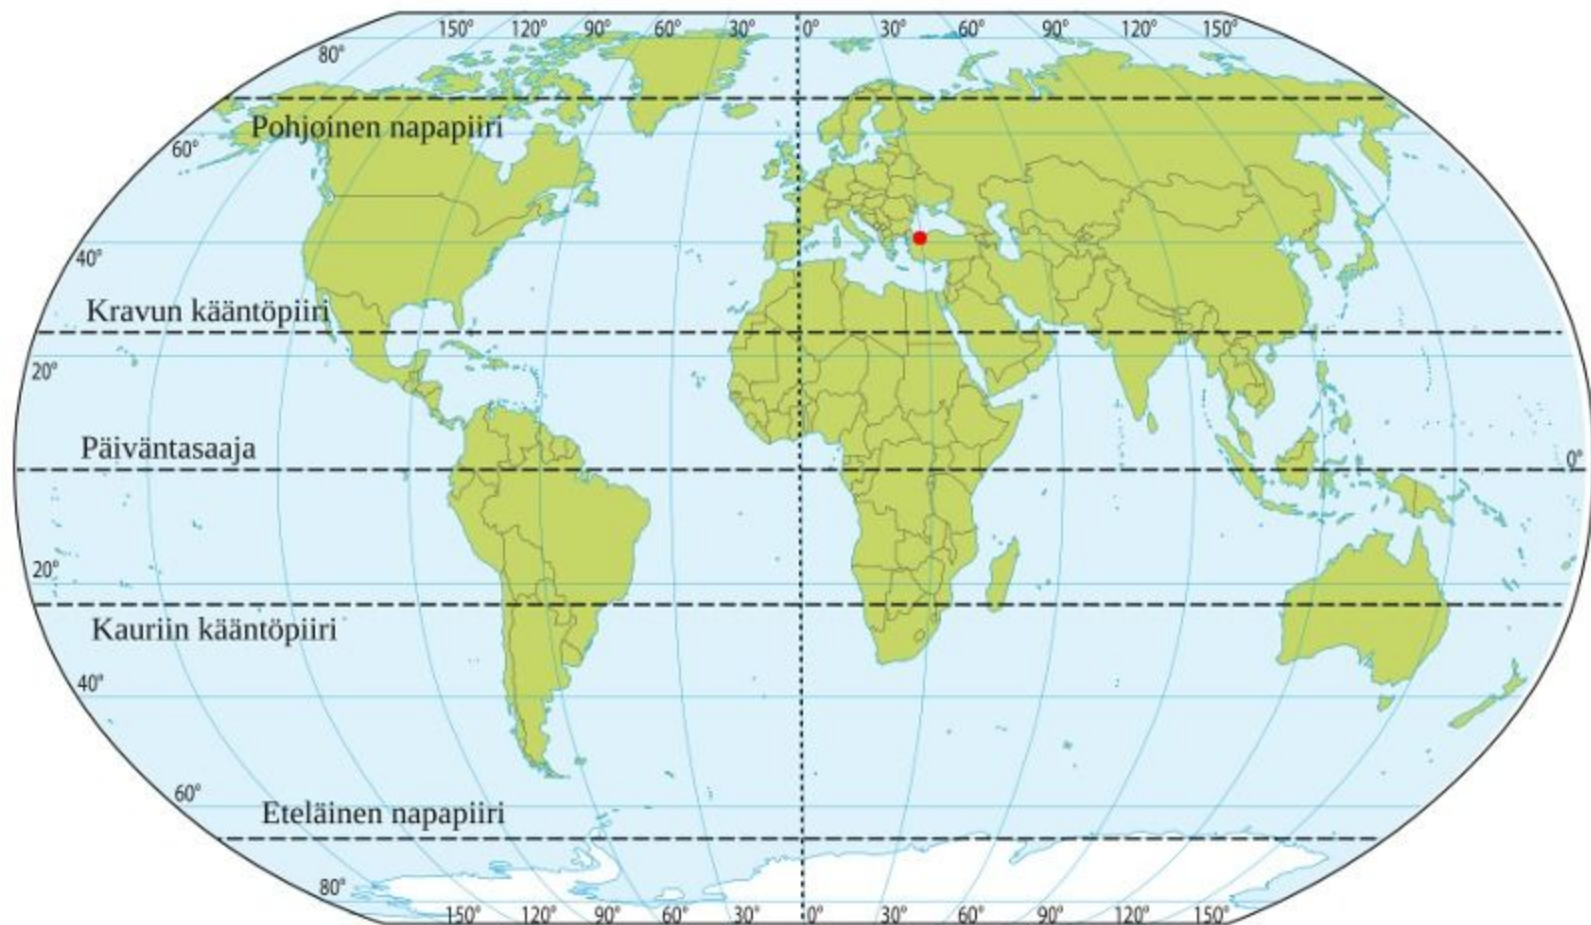 150° 120° 90° 60° 30° 0° 30° 60° 90° 120° 150°
80°
Pohjoinen napapiiri
60°
40°
Kravun kääntöpiiri
20°
Päiväntasaaja
0°
20°
Kauriin kääntöpiiri
40°
60°
Eteläinen napapiiri
80°
150° 120° 90° 60° 30° 0° 30° 60° 90° 120° 150°